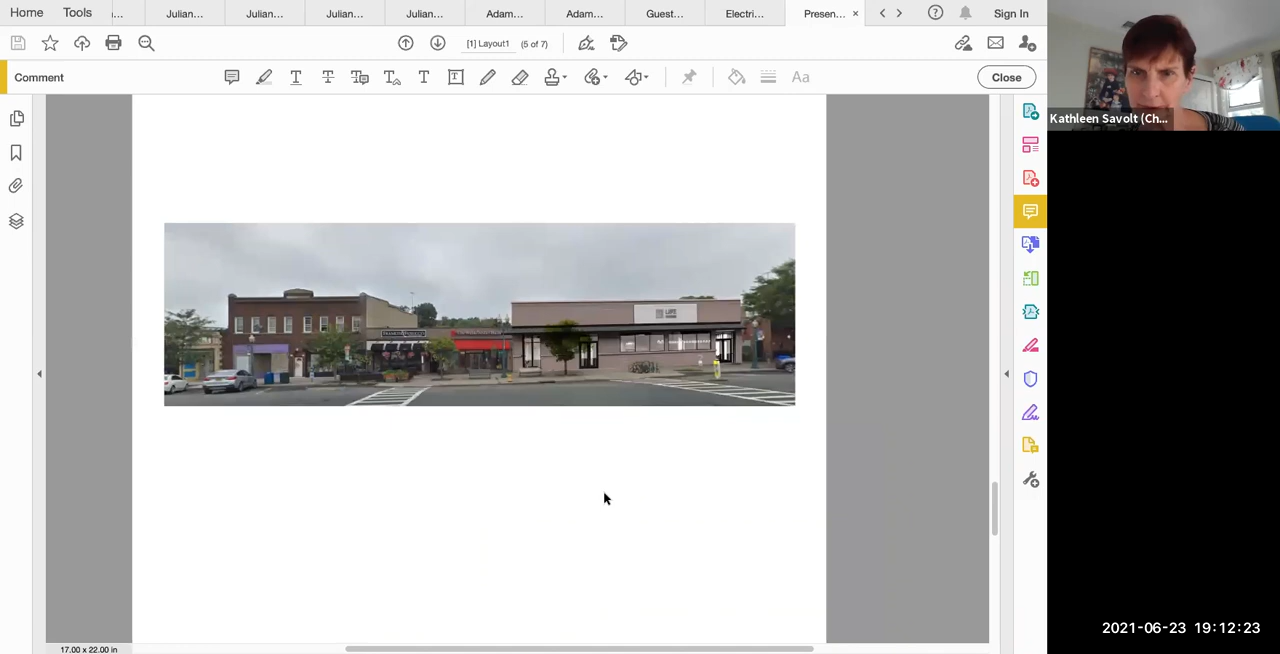 Home
Tools
Julian...
Julian...
Julian...
Julian...
Adam...
Adam...
Guest...
Electri...
Presen...
Sign In
[1] Layout1
(5 of 7)
Comment
Aa
Close
Kathleen Savolt (Ch...
17.00 x 22.00 in
2021-06-23 19:12:23